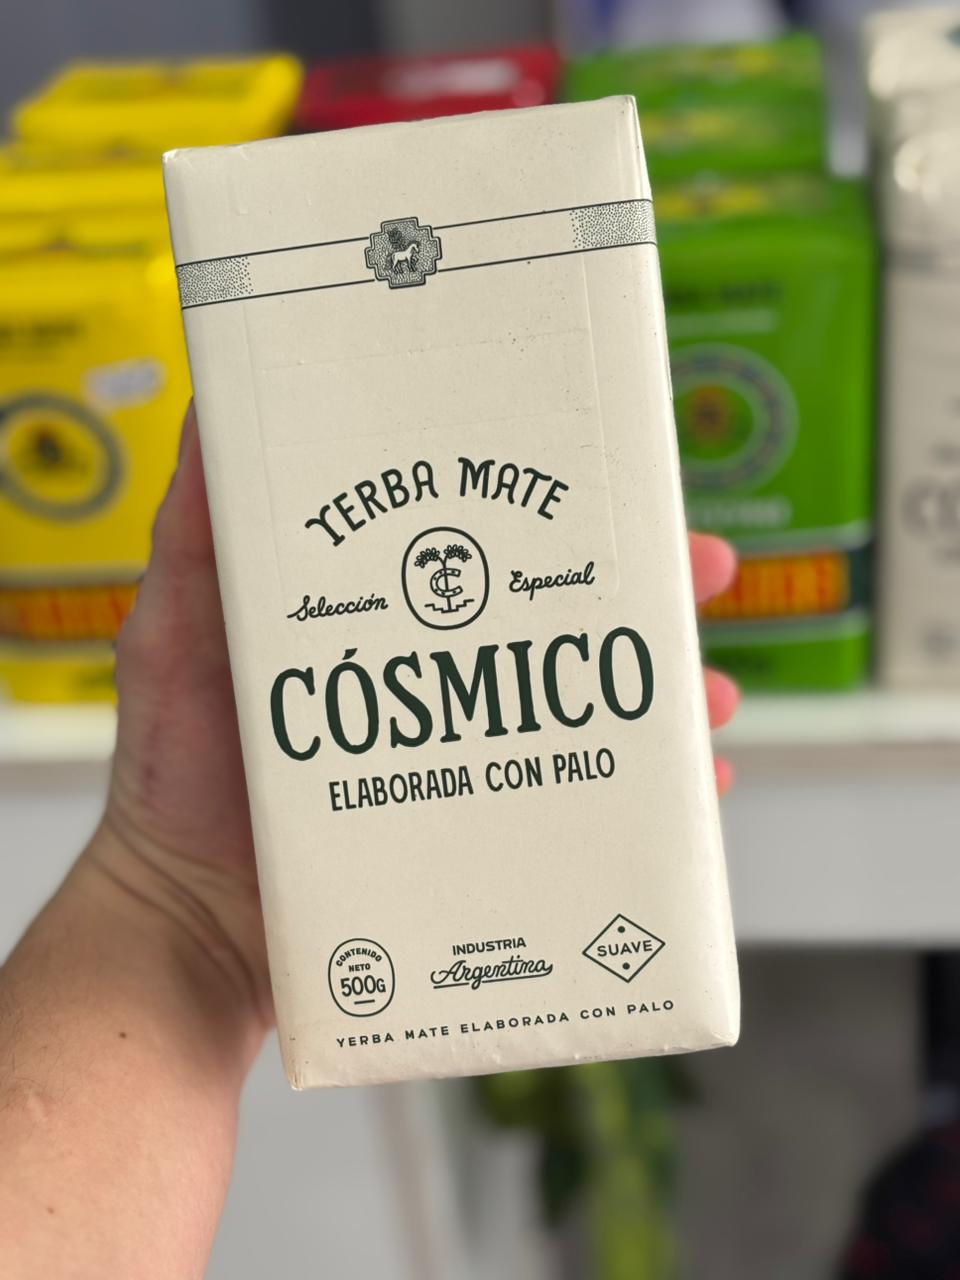 YERBA MATE
Selección Especial
CÓSMICO
ELABORADA CON PALO
CONTENIDO
NETO
500G
INDUSTRIA
Argentina
SUAVE
YERBA MATE ELABORADA CON PALO